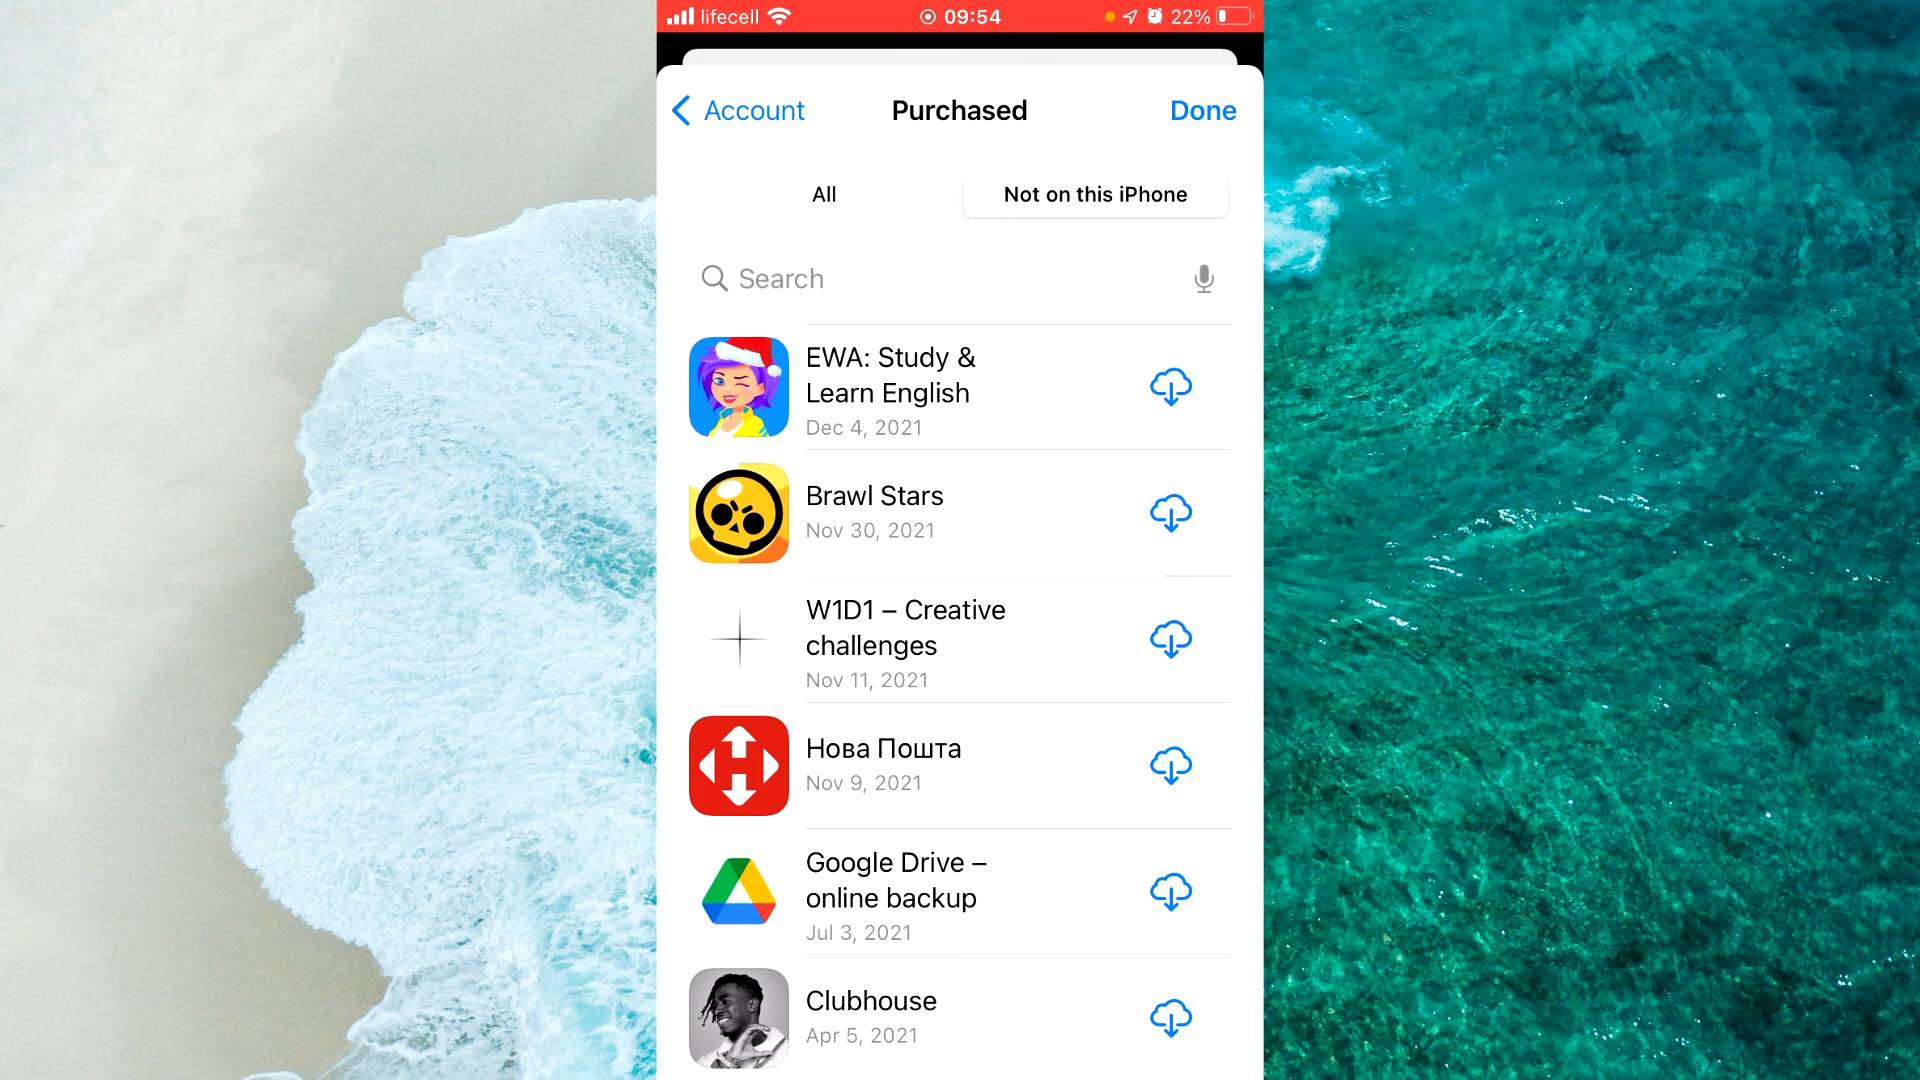 lifecell 09:54 22%
Account Purchased Done
All Not on this iPhone
Search
EWA: Study &
Learn English
Dec 4, 2021
Brawl Stars
Nov 30, 2021
W1D1 – Creative
challenges
Nov 11, 2021
Нова Пошта
Nov 9, 2021
Google Drive –
online backup
Jul 3, 2021
Clubhouse
Apr 5, 2021